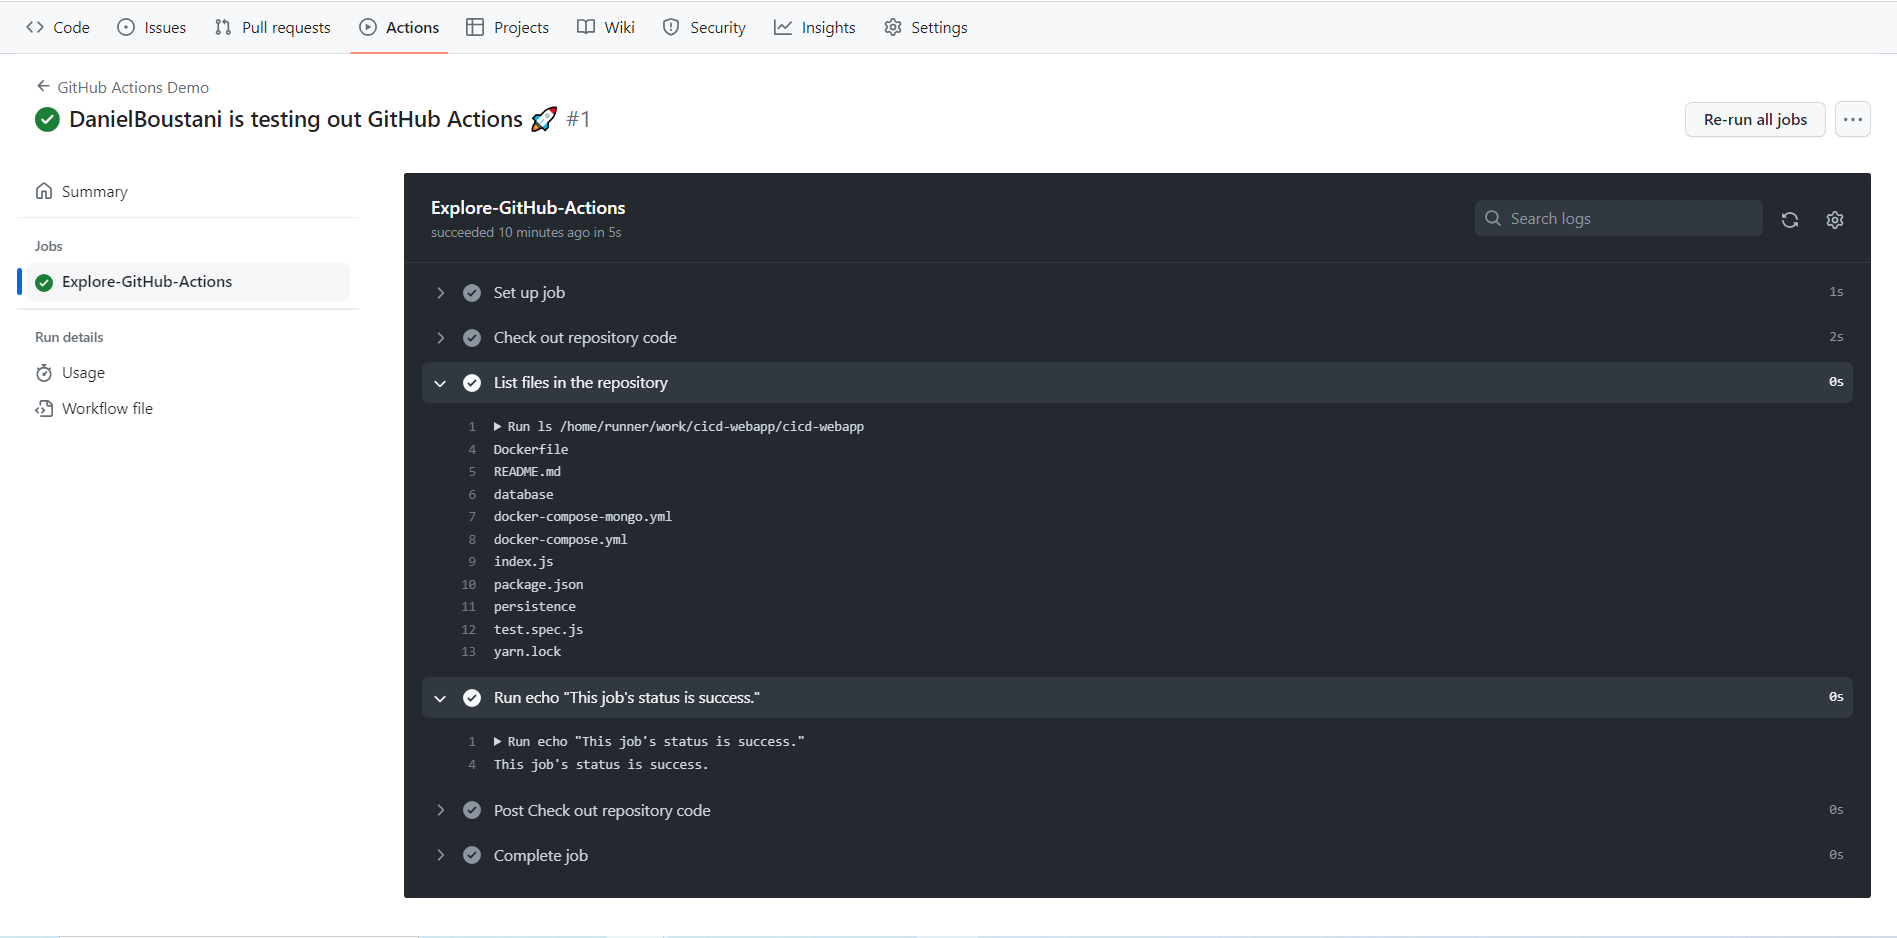 Code Issues Pull requests Actions Projects Wiki Security Insights Settings
GitHub Actions Demo
DanielBoustani is testing out GitHub Actions 🚀 #1
Re-run all jobs
Summary
Jobs
Explore-GitHub-Actions
Run details
Usage
Workflow file
Explore-GitHub-Actions
succeeded 10 minutes ago in 5s
Search logs
Set up job 1s
Check out repository code 2s
List files in the repository 0s
1 Run ls /home/runner/work/cicd-webapp/cicd-webapp
4 Dockerfile
5 README.md
6 database
7 docker-compose-mongo.yml
8 docker-compose.yml
9 index.js
10 package.json
11 persistence
12 test.spec.js
13 yarn.lock
Run echo "This job's status is success." 0s
1 Run echo "This job's status is success."
4 This job's status is success.
Post Check out repository code 0s
Complete job 0s